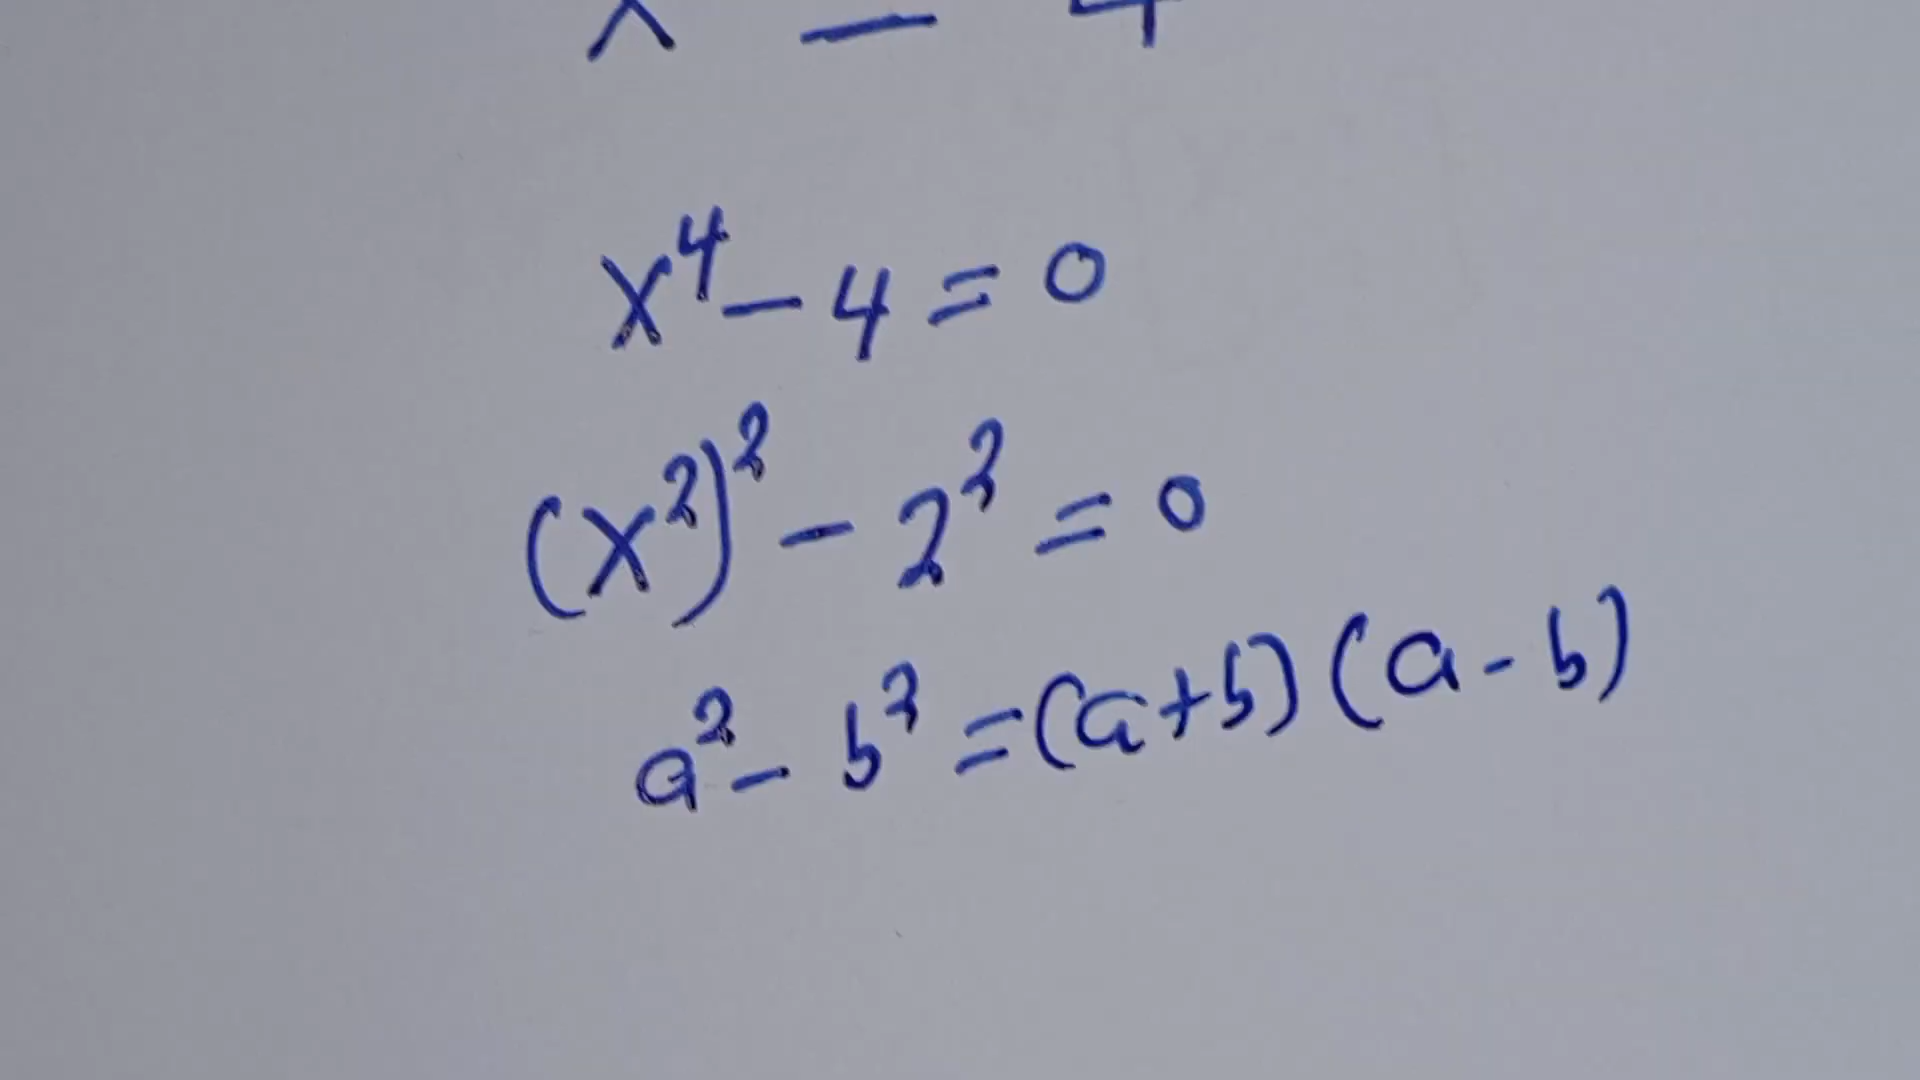 x⁴ - 4 = 0
(x²)² - 2² = 0
a² - b² = (a+b) (a - b)